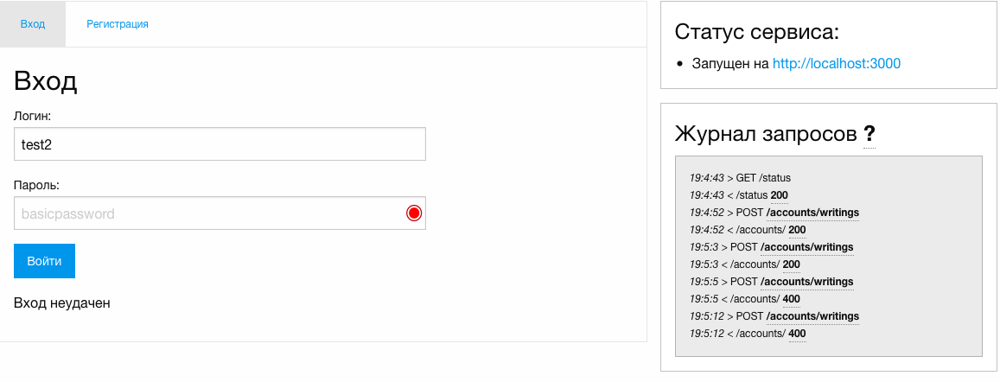 Вход
Регистрация
Вход
Логин:
test2
Пароль:
basicpassword
Войти
Вход неудачен
Статус сервиса:
Запущен на http://localhost:3000
Журнал запросов ?
19:4:43 > GET /status
19:4:43 < /status 200
19:4:52 > POST /accounts/writings
19:4:52 < /accounts/ 200
19:5:3 > POST /accounts/writings
19:5:3 < /accounts/ 200
19:5:5 > POST /accounts/writings
19:5:5 < /accounts/ 400
19:5:12 > POST /accounts/writings
19:5:12 < /accounts/ 400